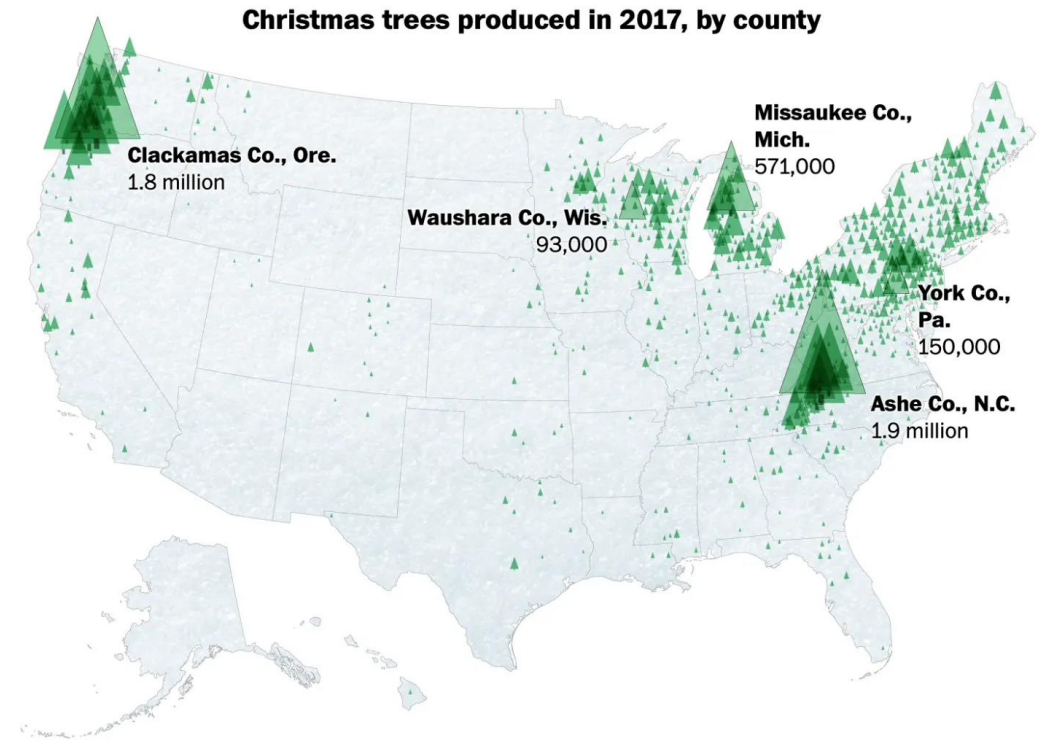 Christmas trees produced in 2017, by county
Missaukee Co.,
Mich.
571,000
Clackamas Co., Ore.
1.8 million
Waushara Co., Wis.
93,000
York Co.,
Pa.
150,000
Ashe Co., N.C.
1.9 million